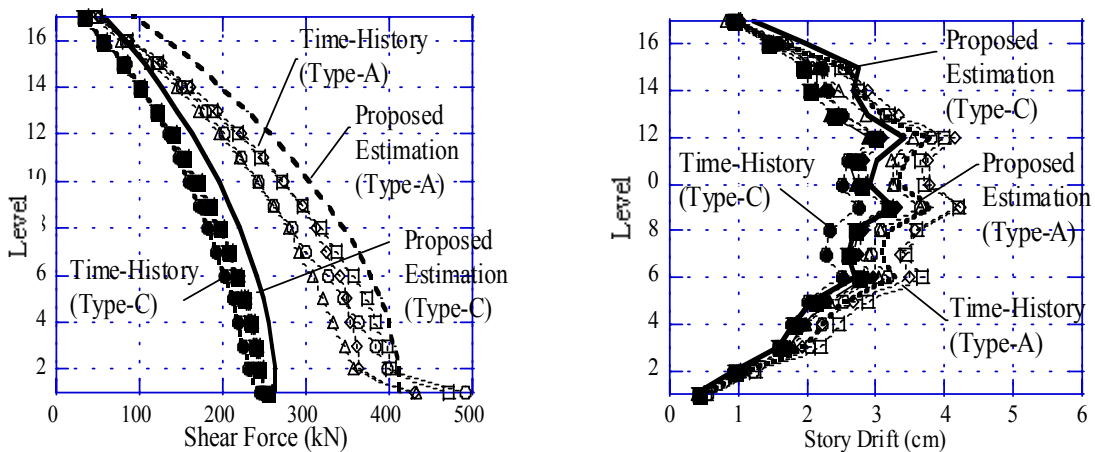 16
14
12
10
8
6
4
2
Level
0
100
200
300
400
500
Shear Force (kN)
Time-History
(Type-A)
Proposed
Estimation
(Type-A)
Proposed
Estimation
(Type-C)
Time-History
(Type-C)
16
14
12
0
8
6
4
2
Level
0
1
2
3
4
5
6
Story Drift (cm)
Proposed
Estimation
(Type-C)
Time-History
(Type-C)
Proposed
Estimation
(Type-A)
Time-History
(Type-A)